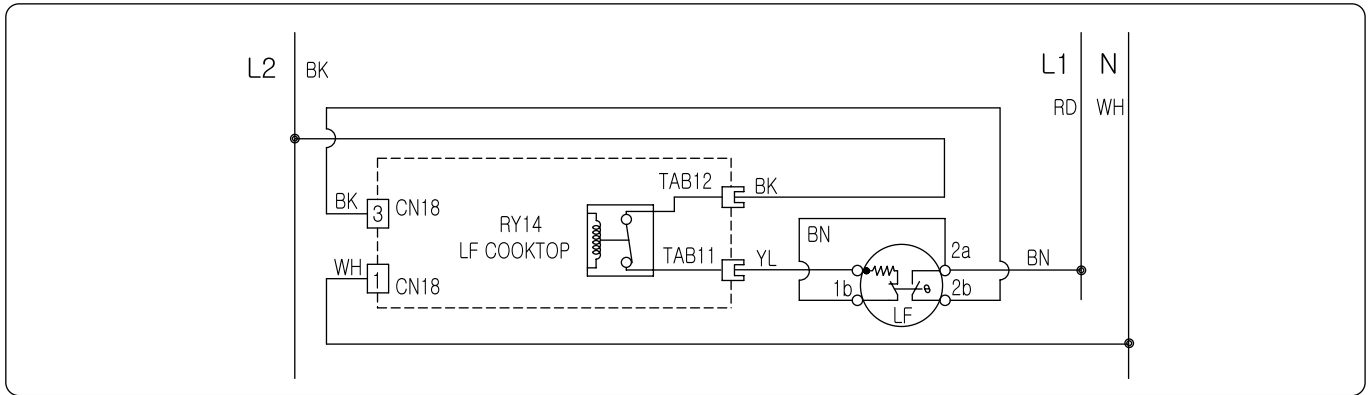 L2 BK L1 N
RD WH
TAB12 BK
BK 3 CN18
RY14
LF COOKTOP
BN 2a
TAB11 YL BN
WH 1 CN18
1b 2b
LF